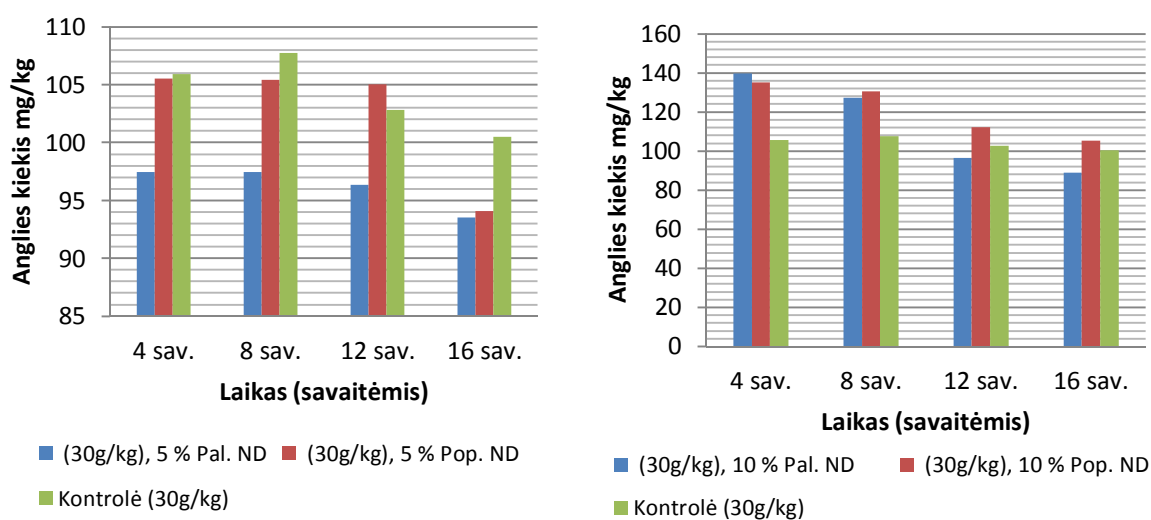 Anglies kiekis mg/kg
110
105
100
95
90
85
4 sav. 8 sav. 12 sav. 16 sav.
Laikas (savaitėmis)
(30g/kg), 5 % Pal. ND (30g/kg), 5 % Pop. ND
Kontrolė (30g/kg)
Anglies kiekis mg/kg
160
140
120
100
80
60
40
20
0
4 sav. 8 sav. 12 sav. 16 sav.
Laikas (savaitėmis)
(30g/kg), 10 % Pal. ND (30g/kg), 10 % Pop. ND
Kontrolė (30g/kg)